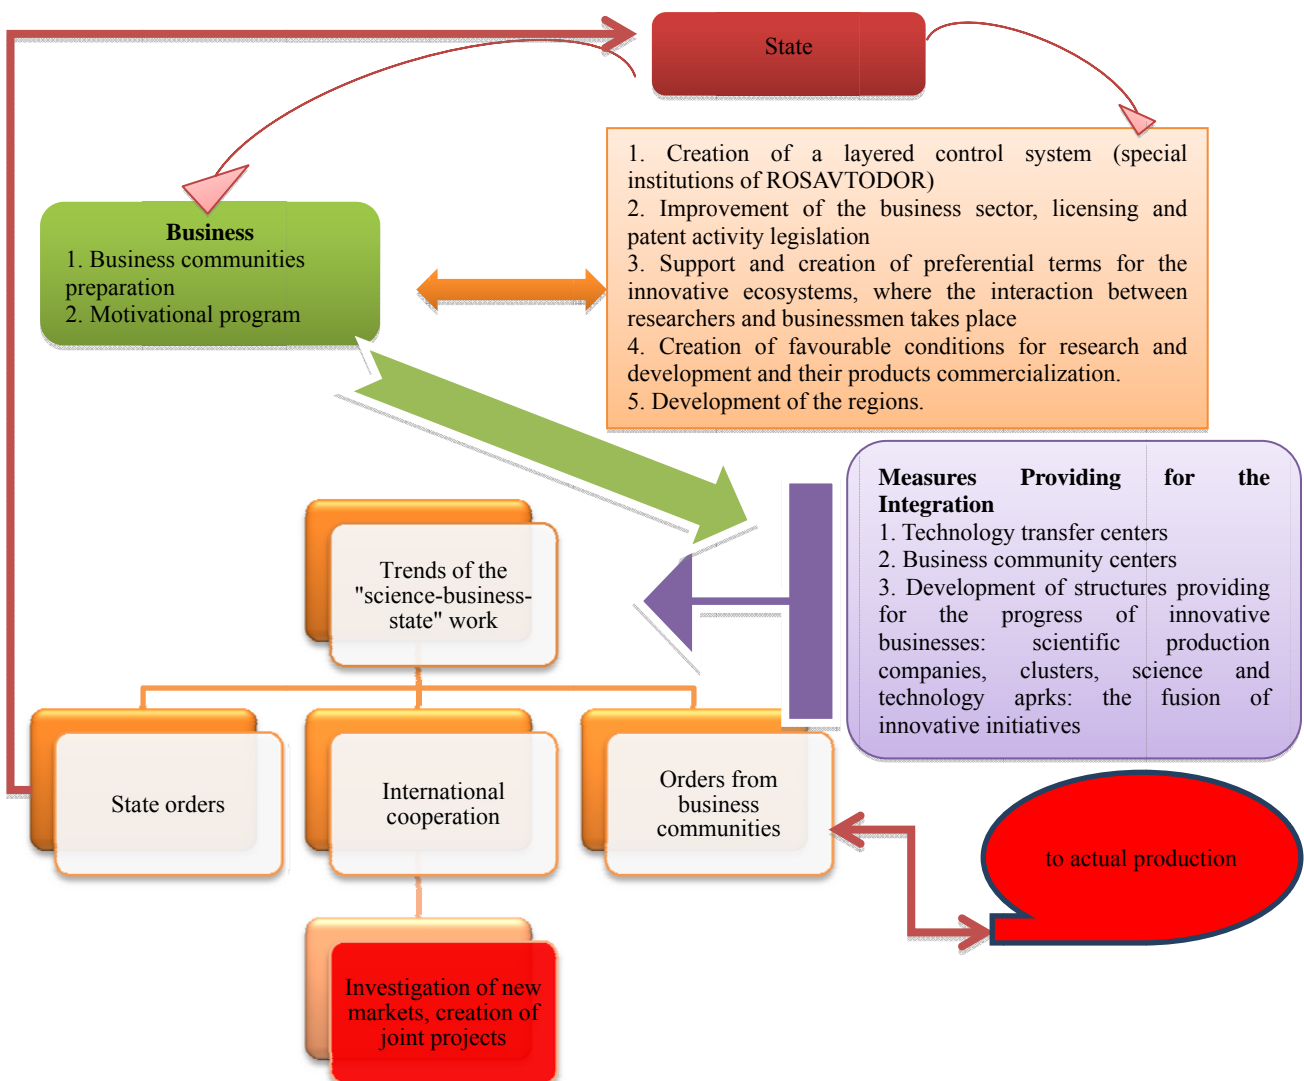 State
1. Creation of a layered control system (special
institutions of ROSAVTODOR)
2. Improvement of the business sector, licensing and
patent activity legislation
3. Support and creation of preferential terms for the
innovative ecosystems, where the interaction between
researchers and businessmen takes place
4. Creation of favourable conditions for research and
development and their products commercialization.
5. Development of the regions.
Business
1. Business communities
preparation
2. Motivational program
Measures Providing for the
Integration
1. Technology transfer centers
2. Business community centers
3. Development of structures providing
for the progress of innovative
businesses: scientific production
companies, clusters, science and
technology aprks: the fusion of
innovative initiatives
Trends of the
"science-business-
state" work
State orders
International
cooperation
Orders from
business
communities
to actual production
Investigation of new
markets, creation of
joint projects